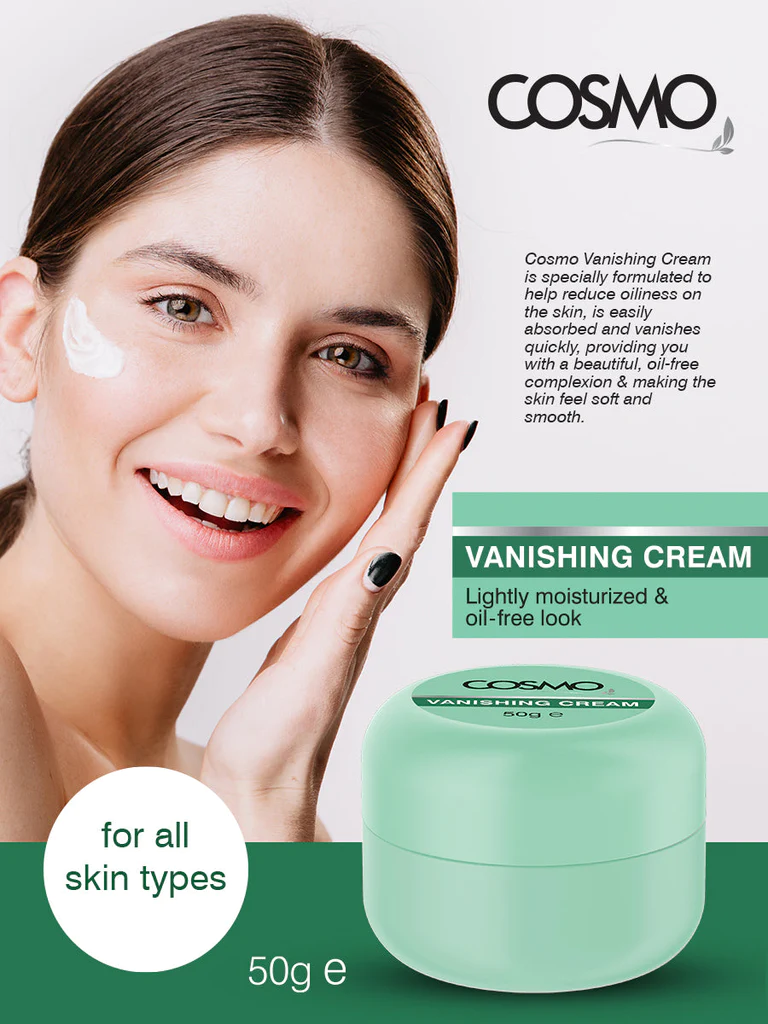 COSMO
Cosmo Vanishing Cream
is specially formulated to
help reduce oiliness on
the skin, is easily
absorbed and vanishes
quickly, providing you
with a beautiful, oil-free
complexion & making the
skin feel soft and
smooth.
VANISHING CREAM
Lightly moisturized &
oil-free look
COSMO
VANISHING CREAM
50g e
for all
skin types
50g e